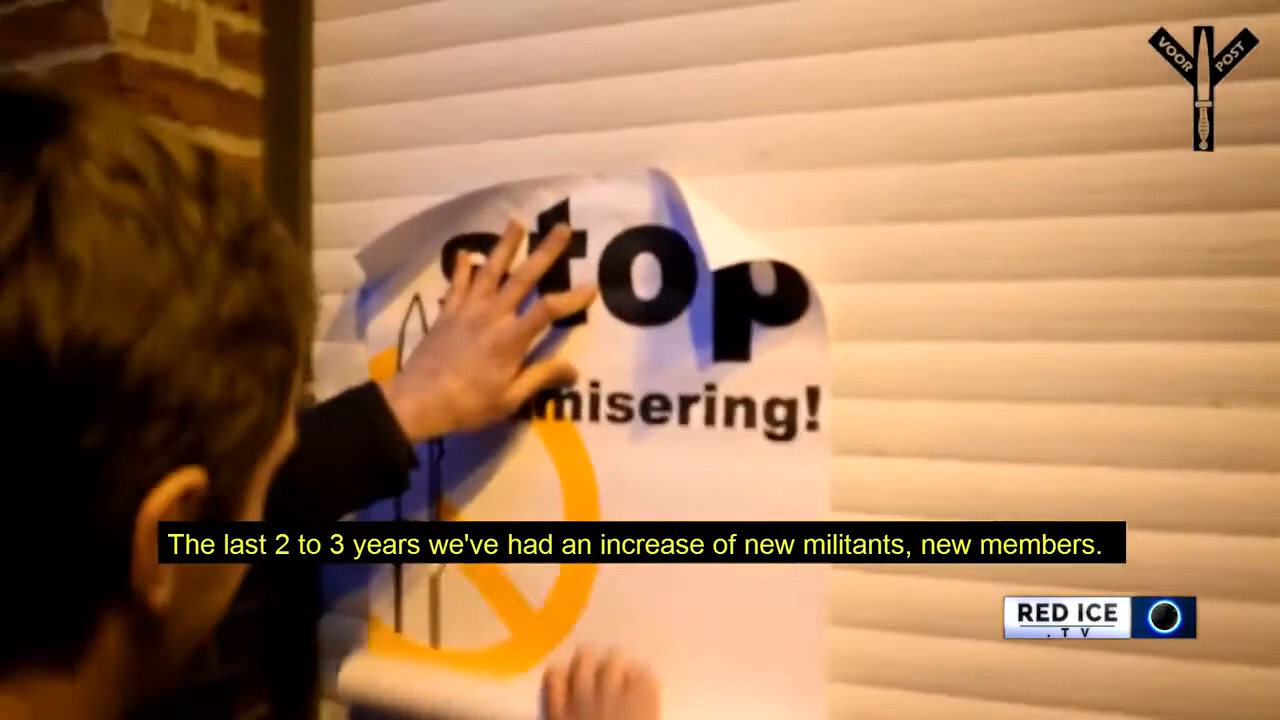 VOOR POST
stop
misering!
The last 2 to 3 years we've had an increase of new militants, new members.
RED ICE
.TV